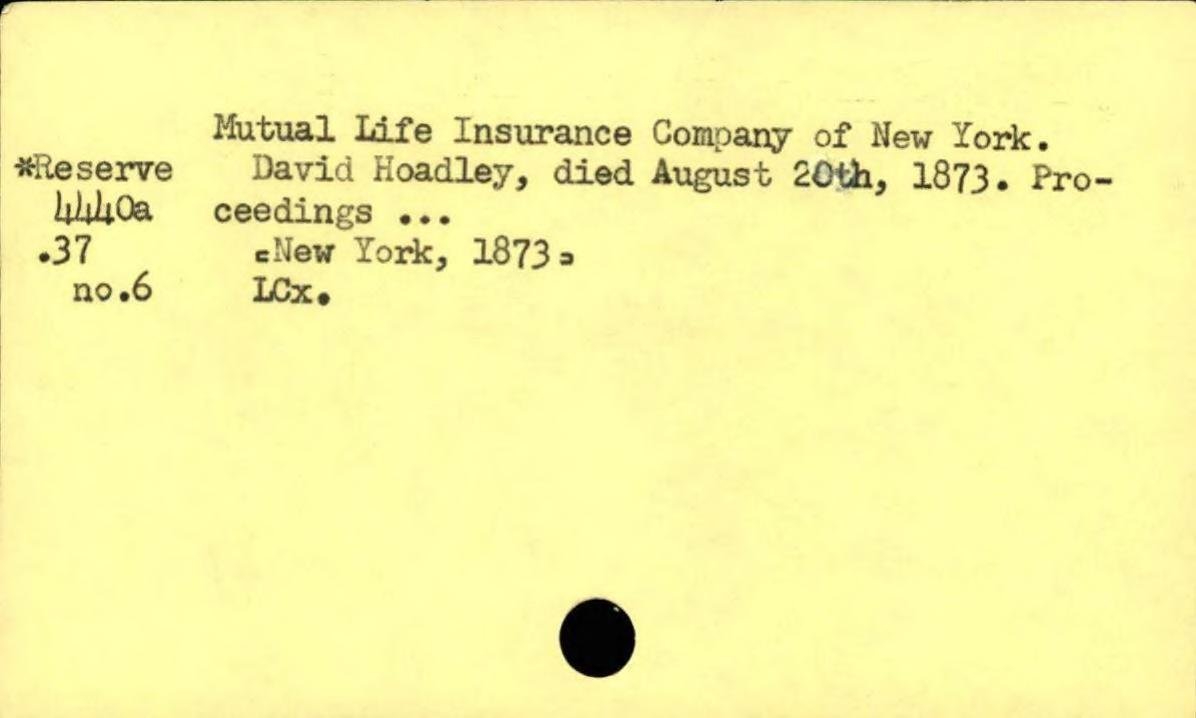 Mutual Life Insurance Company of New York.
*Reserve David Hoadley, died August 20th, 1873. Pro-
4440a ceedings ...
.37 [New York, 1873]
no.6 LCx.